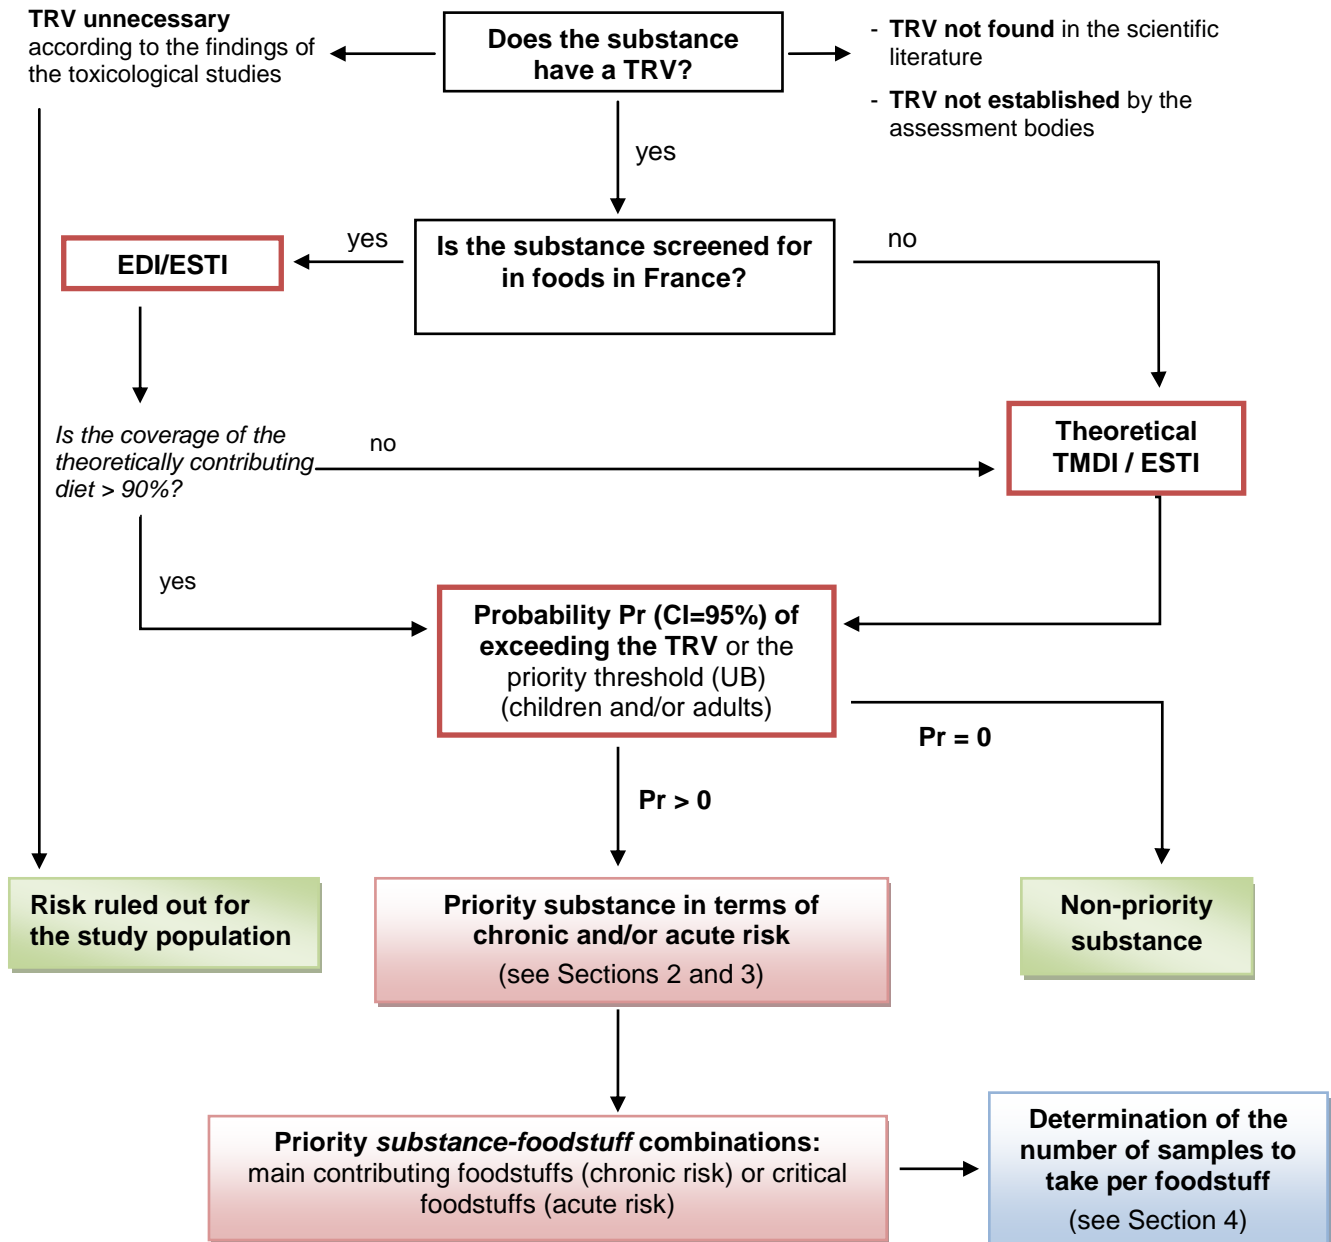 TRV unnecessary
according to the findings of
the toxicological studies
Does the substance
have a TRV?
- TRV not found in the scientific
literature
- TRV not established by the
assessment bodies
yes
Is the substance screened for
in foods in France?
yes
no
EDI/ESTI
Is the coverage of the
theoretically contributing
diet > 90%?
no
Theoretical
TMDI / ESTI
yes
Probability Pr (CI=95%) of
exceeding the TRV or the
priority threshold (UB)
(children and/or adults)
Pr = 0
Pr > 0
Risk ruled out for
the study population
Priority substance in terms of
chronic and/or acute risk
(see Sections 2 and 3)
Non-priority
substance
Priority substance-foodstuff combinations:
main contributing foodstuffs (chronic risk) or critical
foodstuffs (acute risk)
Determination of the
number of samples to
take per foodstuff
(see Section 4)